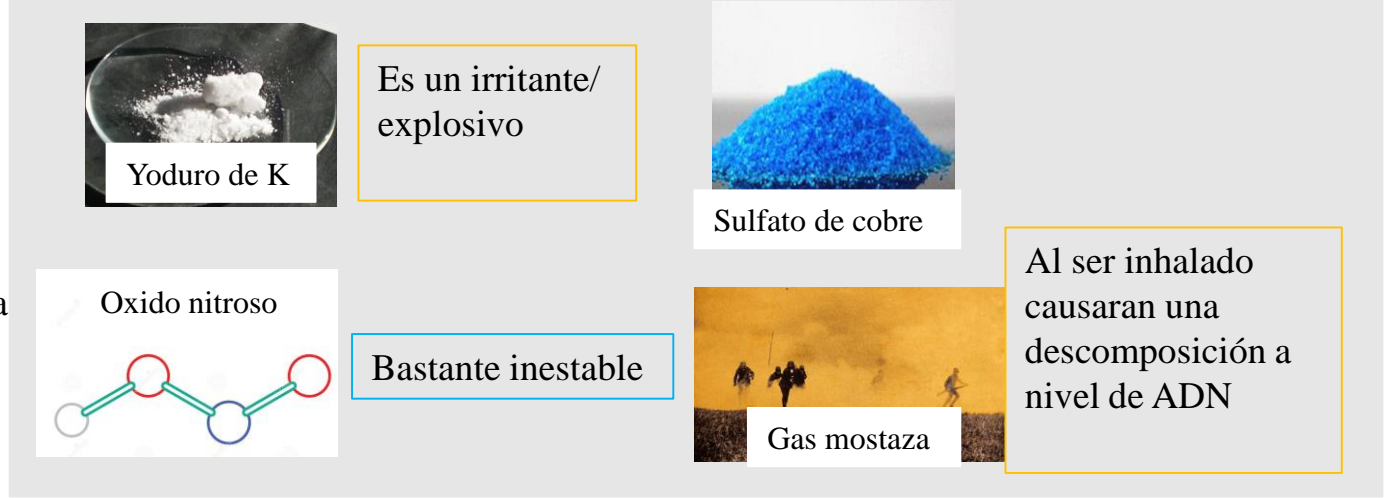 Es un irritante/
explosivo
Yoduro de K
Sulfato de cobre
Al ser inhalado
causaran una
descomposición a
nivel de ADN
a
Oxido nitroso
Bastante inestable
Gas mostaza